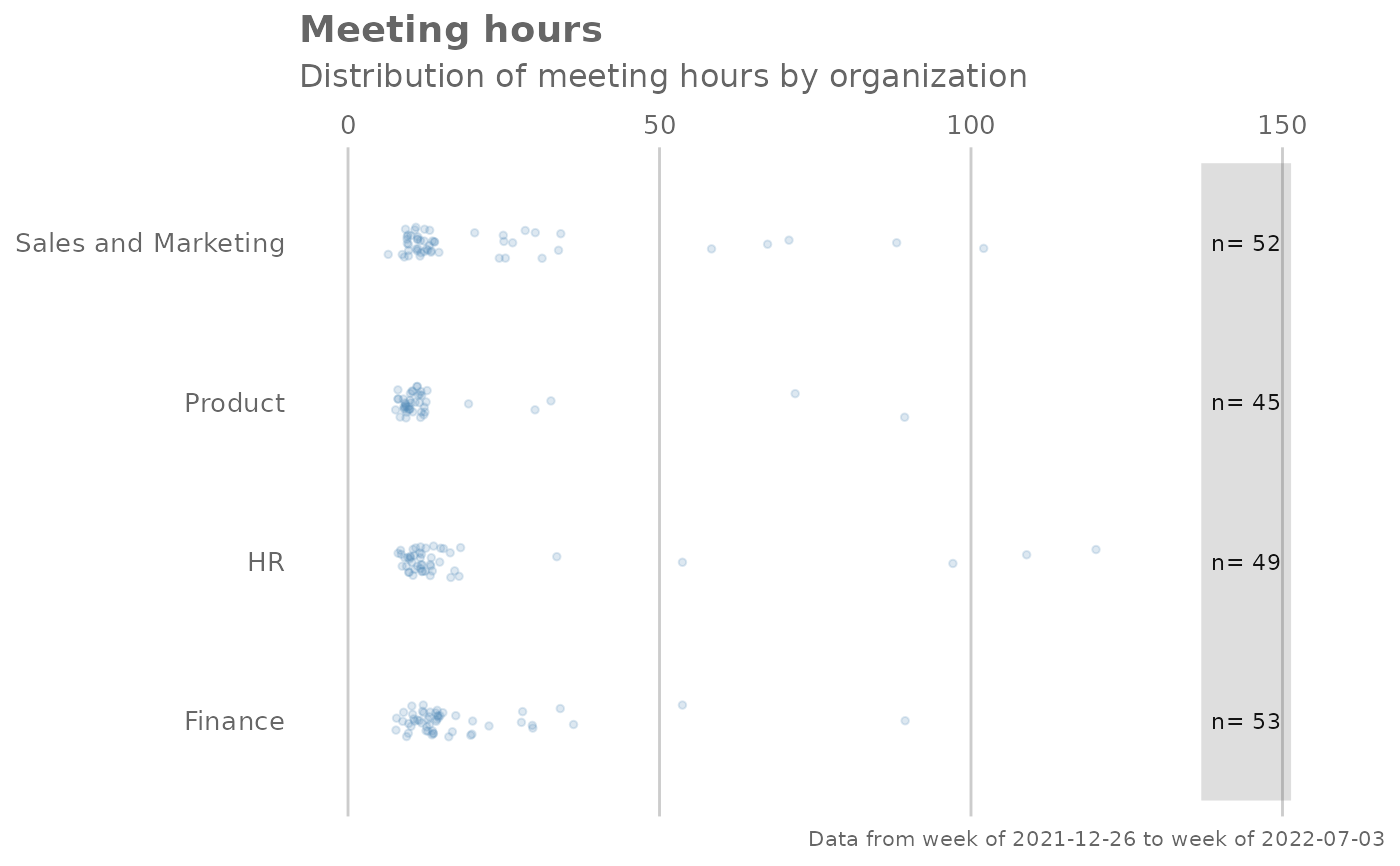 Meeting hours
Distribution of meeting hours by organization
0 50 100 150
Sales and Marketing n= 52
Product n= 45
HR n= 49
Finance n= 53
Data from week of 2021-12-26 to week of 2022-07-03